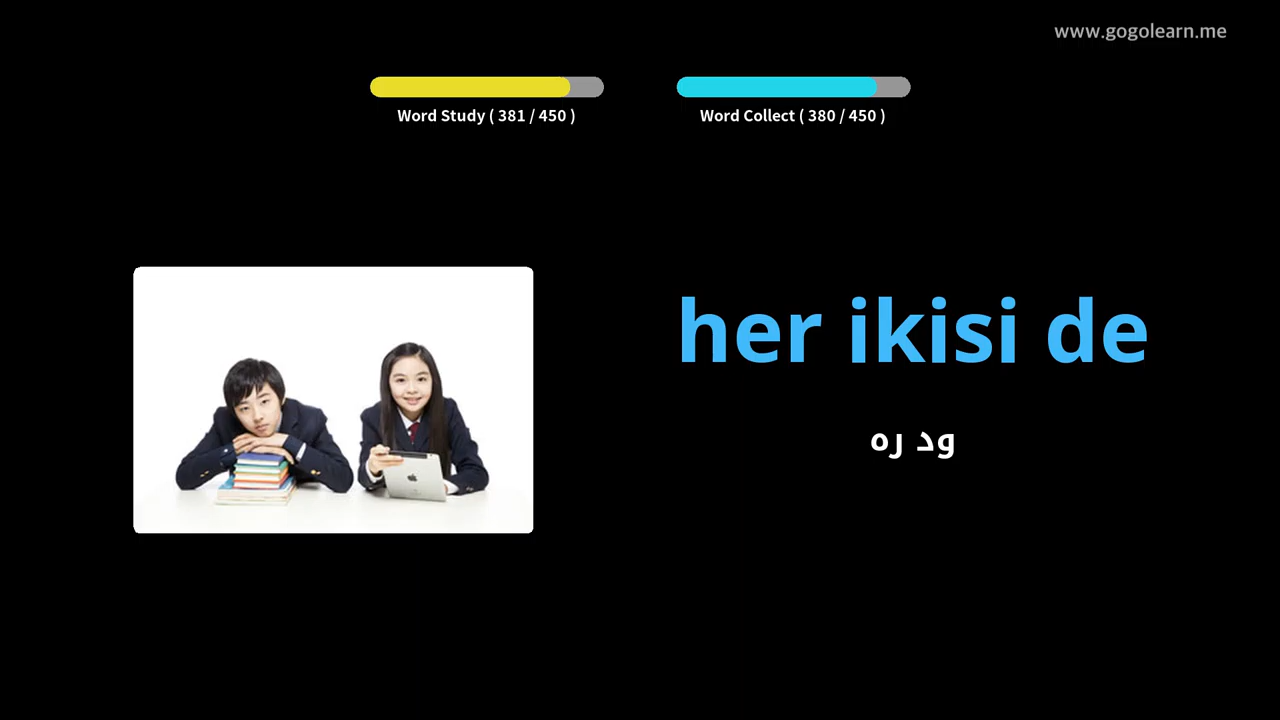 www.gogolearn.me
Word Study ( 381 / 450 )
Word Collect ( 380 / 450 )
her ikisi de
ود ره